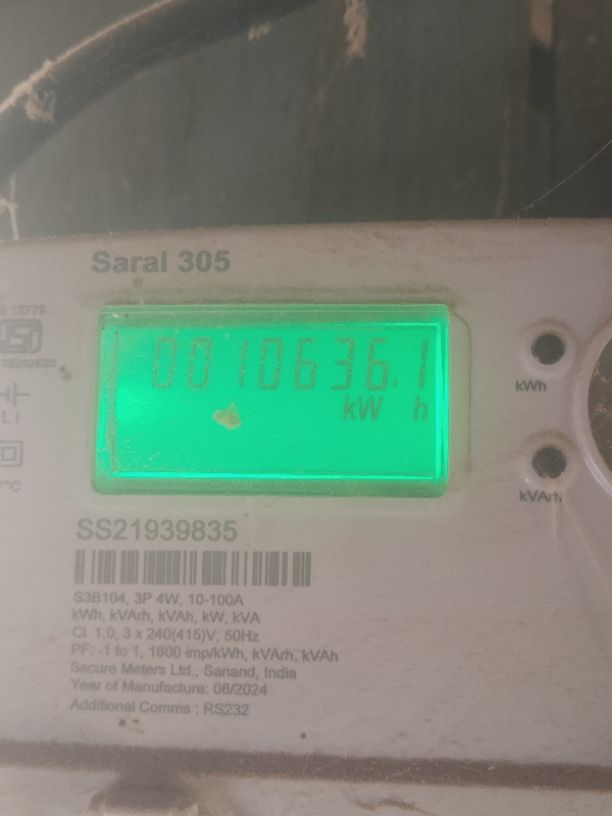 Saral 305
S 13779
0010636.1
kW h
kWh
Li
kVArh
SS21939835
S3B104, 3P 4W, 10-100A
kWh, kVArh, kVAh, kW, kVA
Cl. 1.0, 3 x 240(415)V, 50Hz
PF: -1 to 1, 1600 imp/kWh, kVArh, kVAh
Secure Meters Ltd., Sanand, India
Year of Manufacture: 08/2024
Additional Comms : RS232